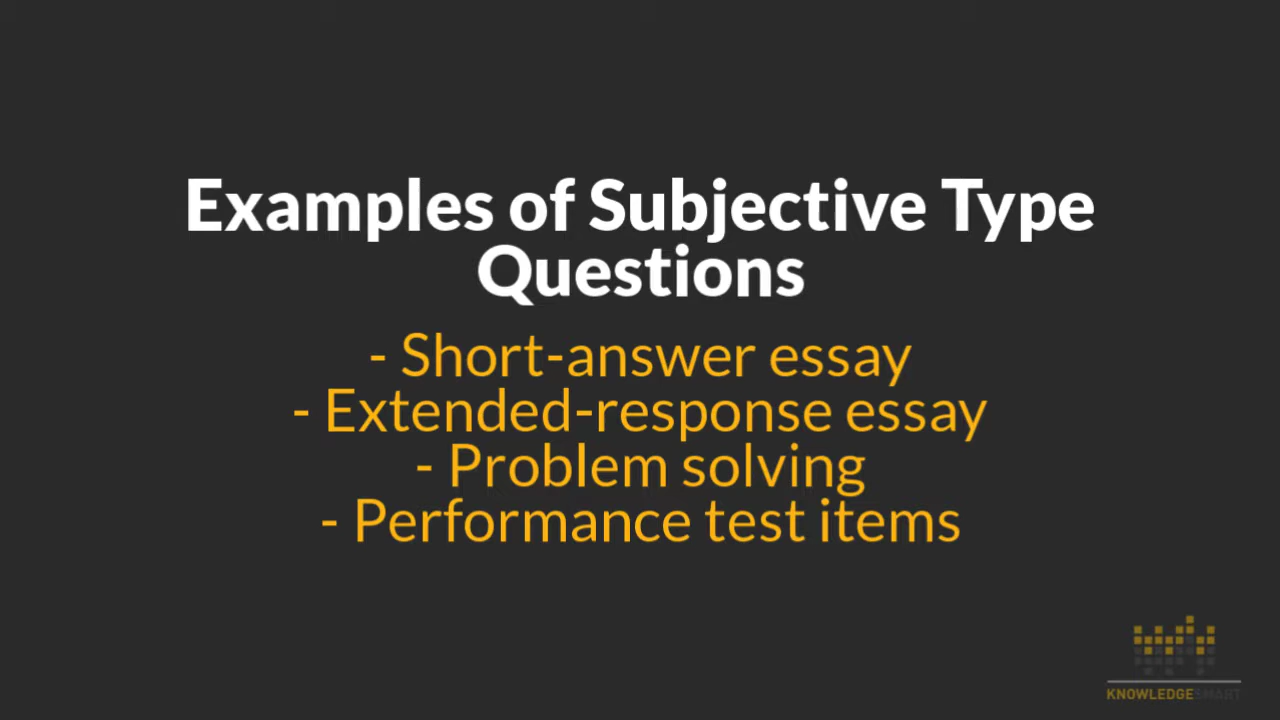 Examples of Subjective Type
Questions
- Short-answer essay
- Extended-response essay
- Problem solving
- Performance test items
KNOWLEDGESMART